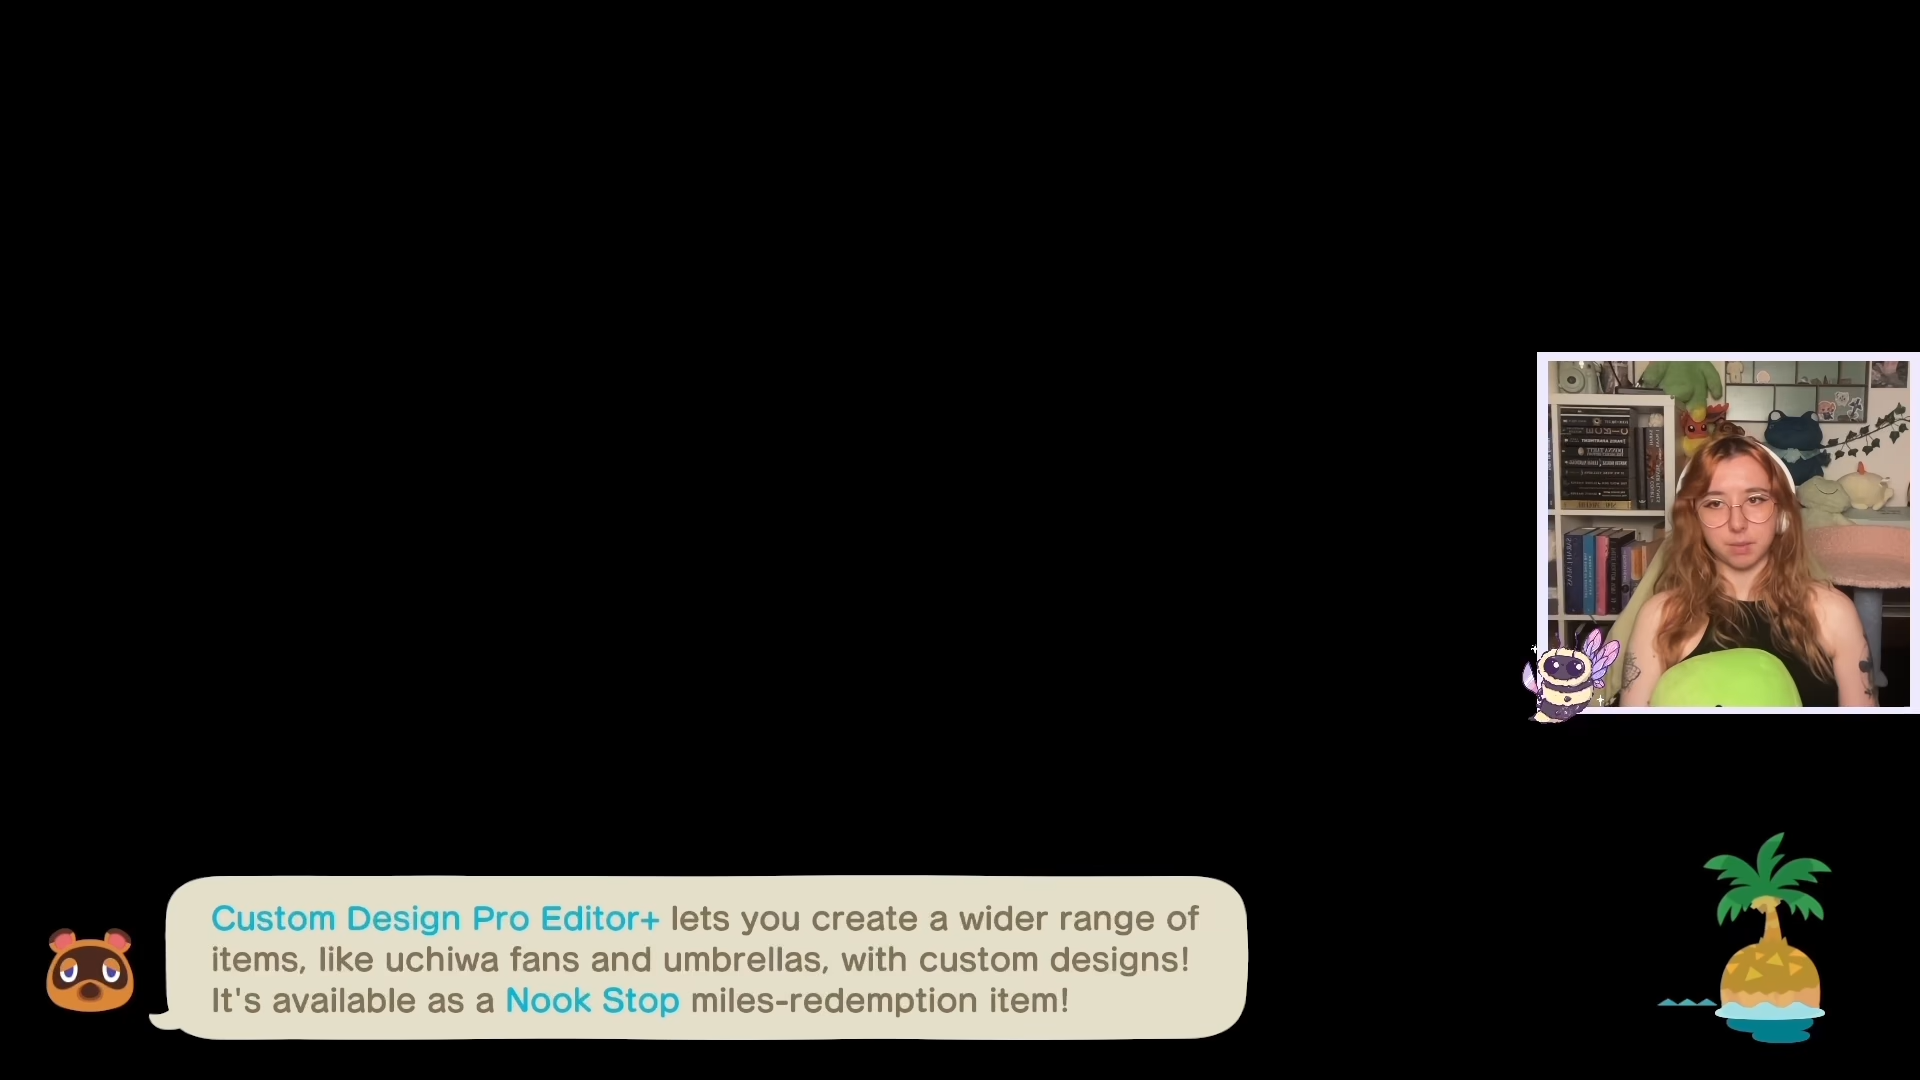 Custom Design Pro Editor+ lets you create a wider range of
items, like uchiwa fans and umbrellas, with custom designs!
It's available as a Nook Stop miles-redemption item!